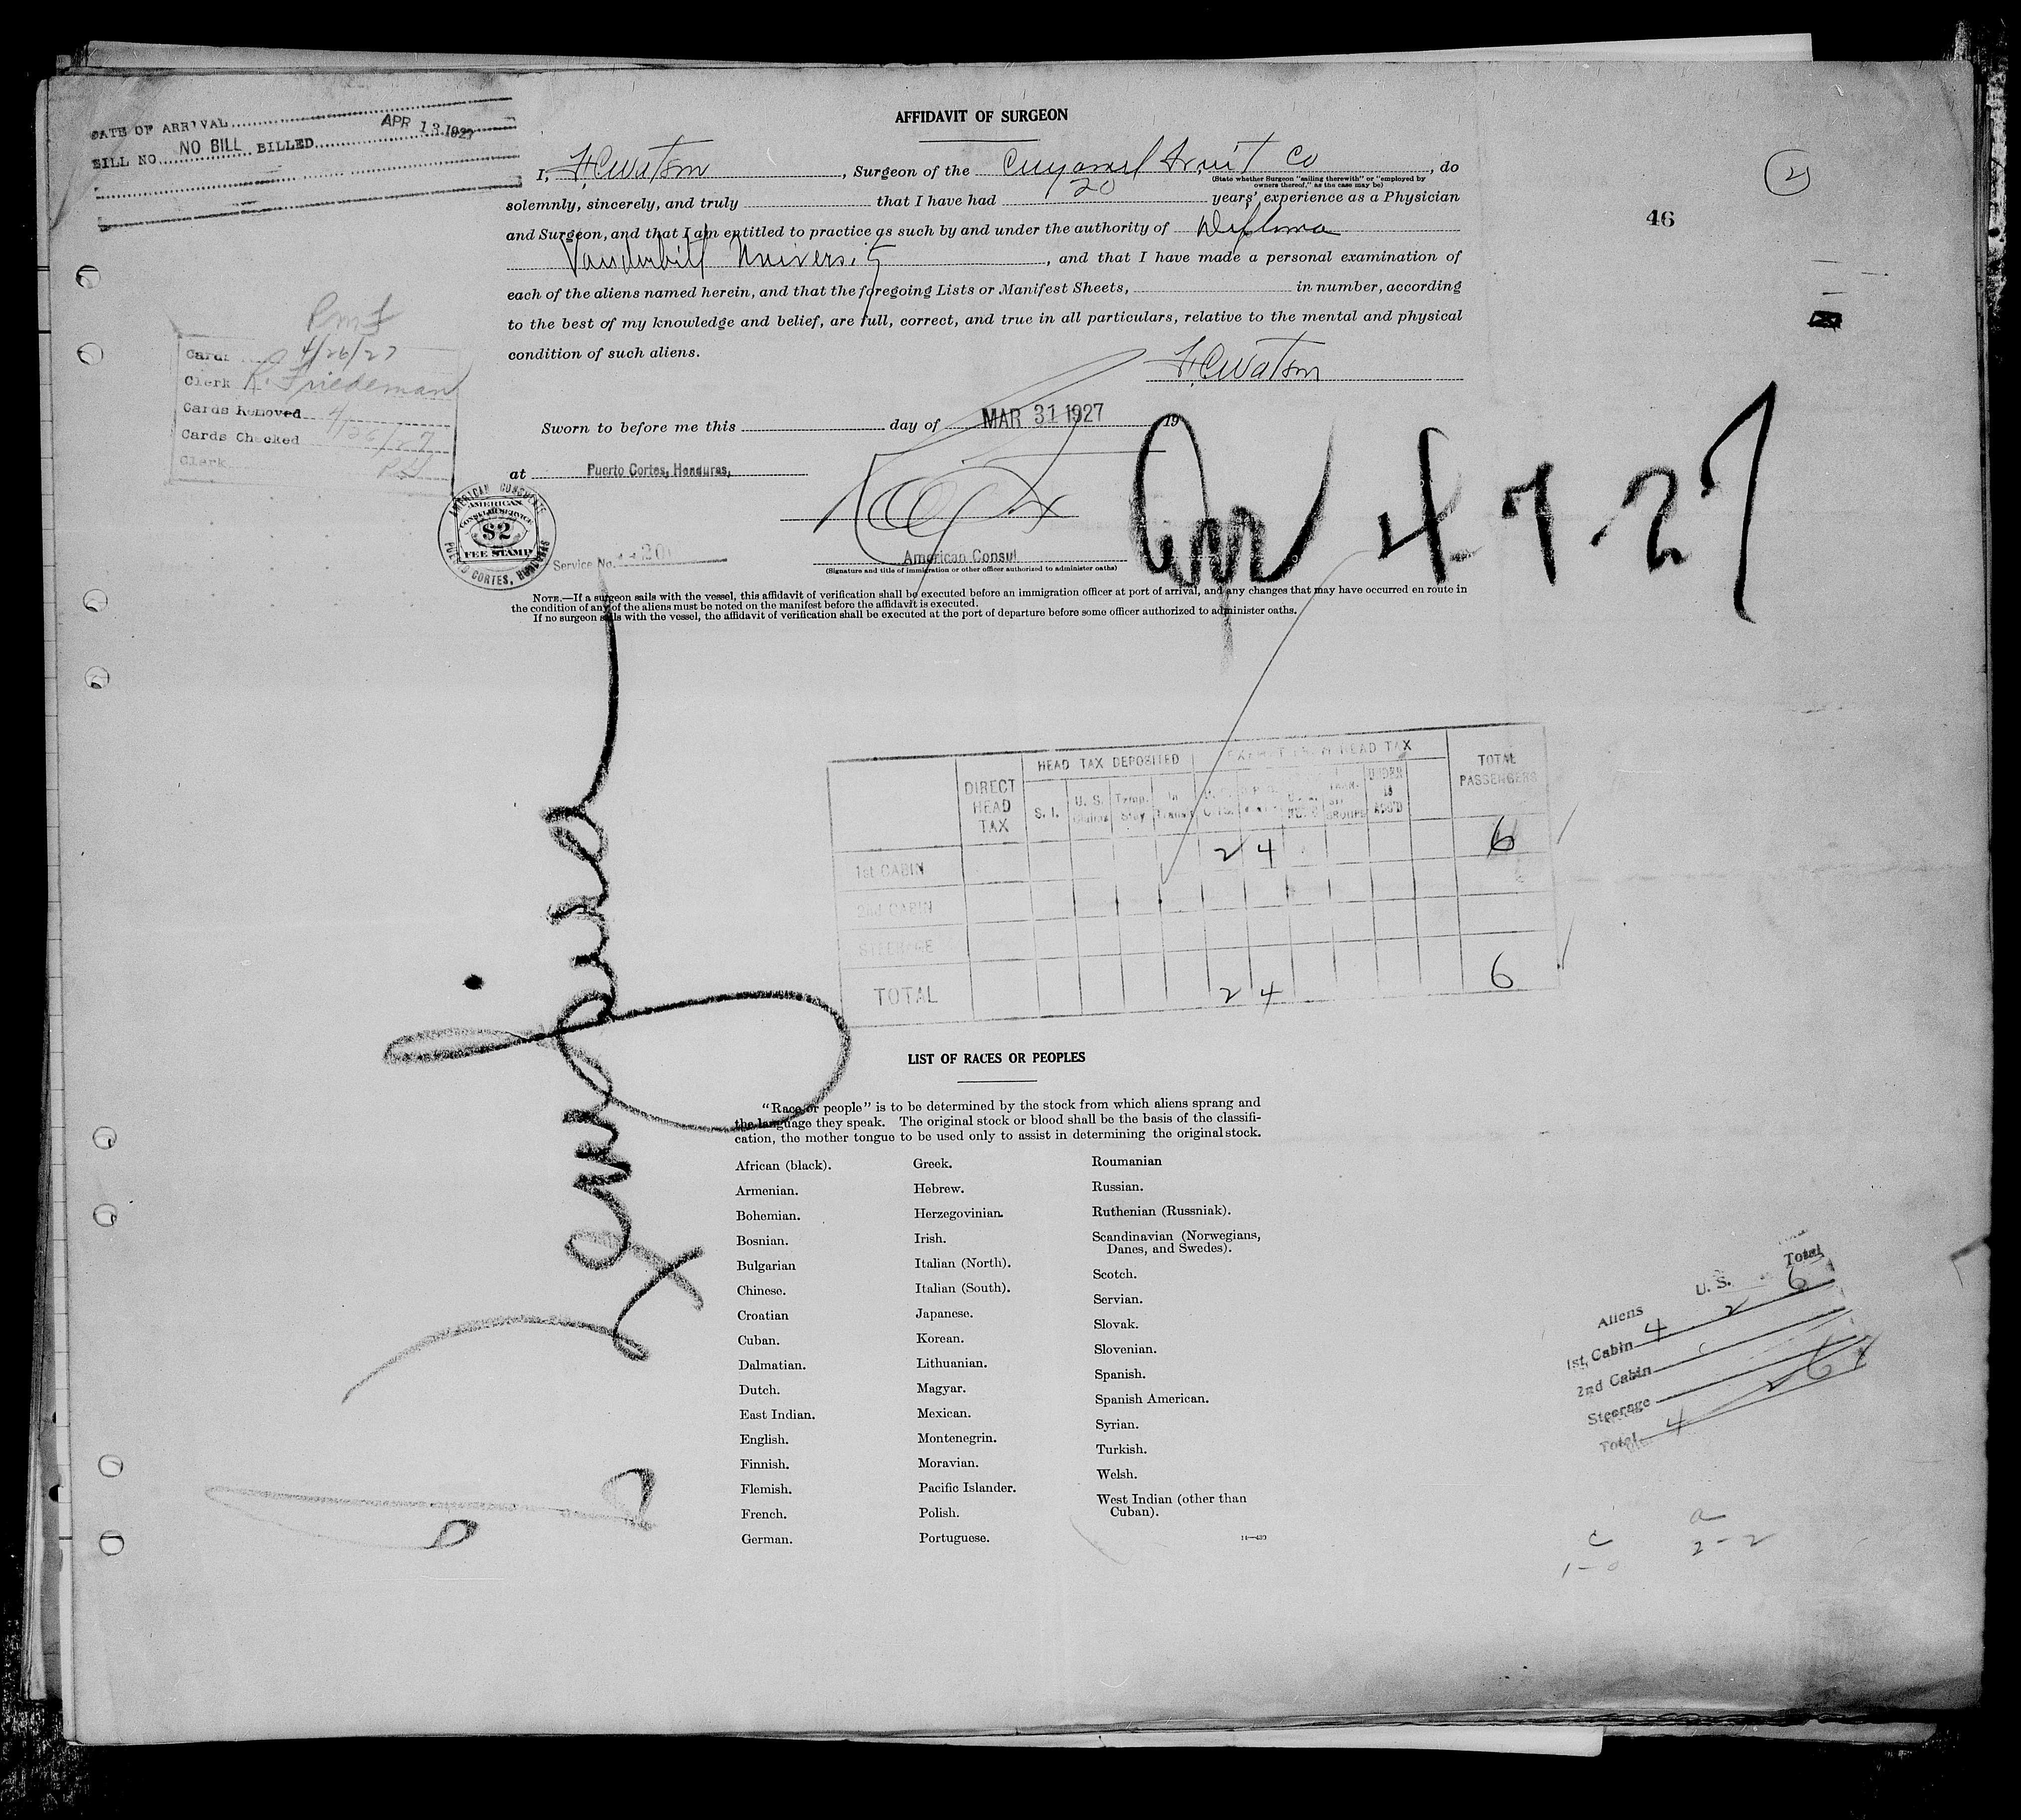 DATE OF ARRIVAL APR 13 1927
BILL NO. NO BILL BILLED
AFFIDAVIT OF SURGEON
2
46
I, F.C. Watson, Surgeon of the Cuyamel Fruit Co, do
(State whether Surgeon "sailing therewith" or "employed by
owners thereof," as the case may be)
solemnly, sincerely, and truly that I have had 20 years' experience as a Physician
and Surgeon, and that I am entitled to practice as such by and under the authority of Diploma
Vanderbilt University, and that I have made a personal examination of
each of the aliens named herein, and that the foregoing Lists or Manifest Sheets, in number, according
to the best of my knowledge and belief, are full, correct, and true in all particulars, relative to the mental and physical
condition of such aliens.
F.C. Watson
4/26/27
Clerk R. Friedeman
Cards Removed 4/26/27
Cards Checked
Clerk
Sworn to before me this day of MAR 31 1927 19
at Puerto Cortes, Honduras,
AMERICAN CONSULATE
AMERICAN
CONSULAR SERVICE
$2
FEE STAMP
PUERTO CORTES, HONDURAS
Service No.
American Consul
(Signature and title of immigration or other officer authorized to administer oaths)
4-7-27
NOTE.—If a surgeon sails with the vessel, this affidavit of verification shall be executed before an immigration officer at port of arrival, and any changes that may have occurred en route in
the condition of any of the aliens must be noted on the manifest before the affidavit is executed.
If no surgeon sails with the vessel, the affidavit of verification shall be executed at the port of departure before some officer authorized to administer oaths.
HEAD TAX DEPOSITED EXEMPT FROM HEAD TAX
DIRECT HEAD TAX S. I. U. S. Temp. Stay In Transit UNDER 16 TOTAL PASSENGERS
1st CABIN 2 4 6
2nd CABIN
STEERAGE
TOTAL 2 4 6
LIST OF RACES OR PEOPLES
"Race or people" is to be determined by the stock from which aliens sprang and
the language they speak. The original stock or blood shall be the basis of the classifi-
cation, the mother tongue to be used only to assist in determining the original stock.
African (black).
Armenian.
Bohemian.
Bosnian.
Bulgarian
Chinese.
Croatian
Cuban.
Dalmatian.
Dutch.
East Indian.
English.
Finnish.
Flemish.
French.
German.
Greek.
Hebrew.
Herzegovinian.
Irish.
Italian (North).
Italian (South).
Japanese.
Korean.
Lithuanian.
Magyar.
Mexican.
Montenegrin.
Moravian.
Pacific Islander.
Polish.
Portuguese.
Roumanian
Russian.
Ruthenian (Russniak).
Scandinavian (Norwegians,
Danes, and Swedes).
Scotch.
Servian.
Slovak.
Slovenian.
Spanish.
Spanish American.
Syrian.
Turkish.
Welsh.
West Indian (other than
Cuban).
Aliens U. S. Total
1st Cabin 4 2 6
2nd Cabin
Steerage
Total 4 2 6
c a
1-0 2-2